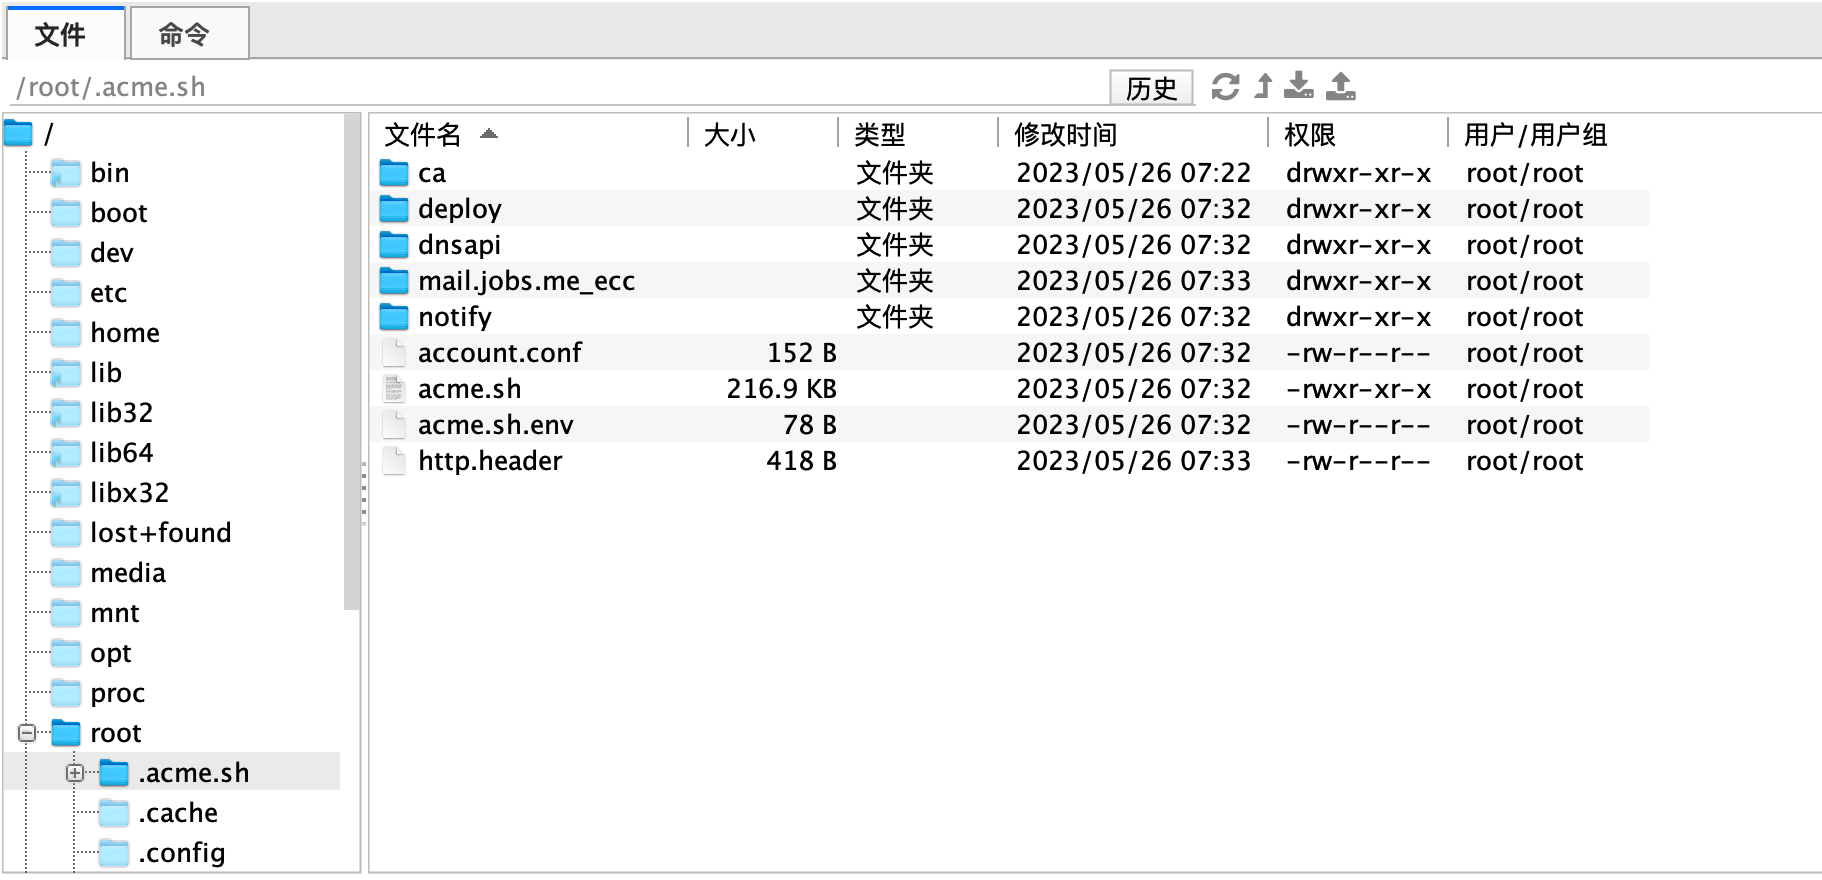 文件 命令
/root/.acme.sh 历史
/
bin
boot
dev
etc
home
lib
lib32
lib64
libx32
lost+found
media
mnt
opt
proc
root
.acme.sh
.cache
.config
文件名 大小 类型 修改时间 权限 用户/用户组
ca 文件夹 2023/05/26 07:22 drwxr-xr-x root/root
deploy 文件夹 2023/05/26 07:32 drwxr-xr-x root/root
dnsapi 文件夹 2023/05/26 07:32 drwxr-xr-x root/root
mail.jobs.me_ecc 文件夹 2023/05/26 07:33 drwxr-xr-x root/root
notify 文件夹 2023/05/26 07:32 drwxr-xr-x root/root
account.conf 152 B 2023/05/26 07:32 -rw-r--r-- root/root
acme.sh 216.9 KB 2023/05/26 07:32 -rwxr-xr-x root/root
acme.sh.env 78 B 2023/05/26 07:32 -rw-r--r-- root/root
http.header 418 B 2023/05/26 07:33 -rw-r--r-- root/root